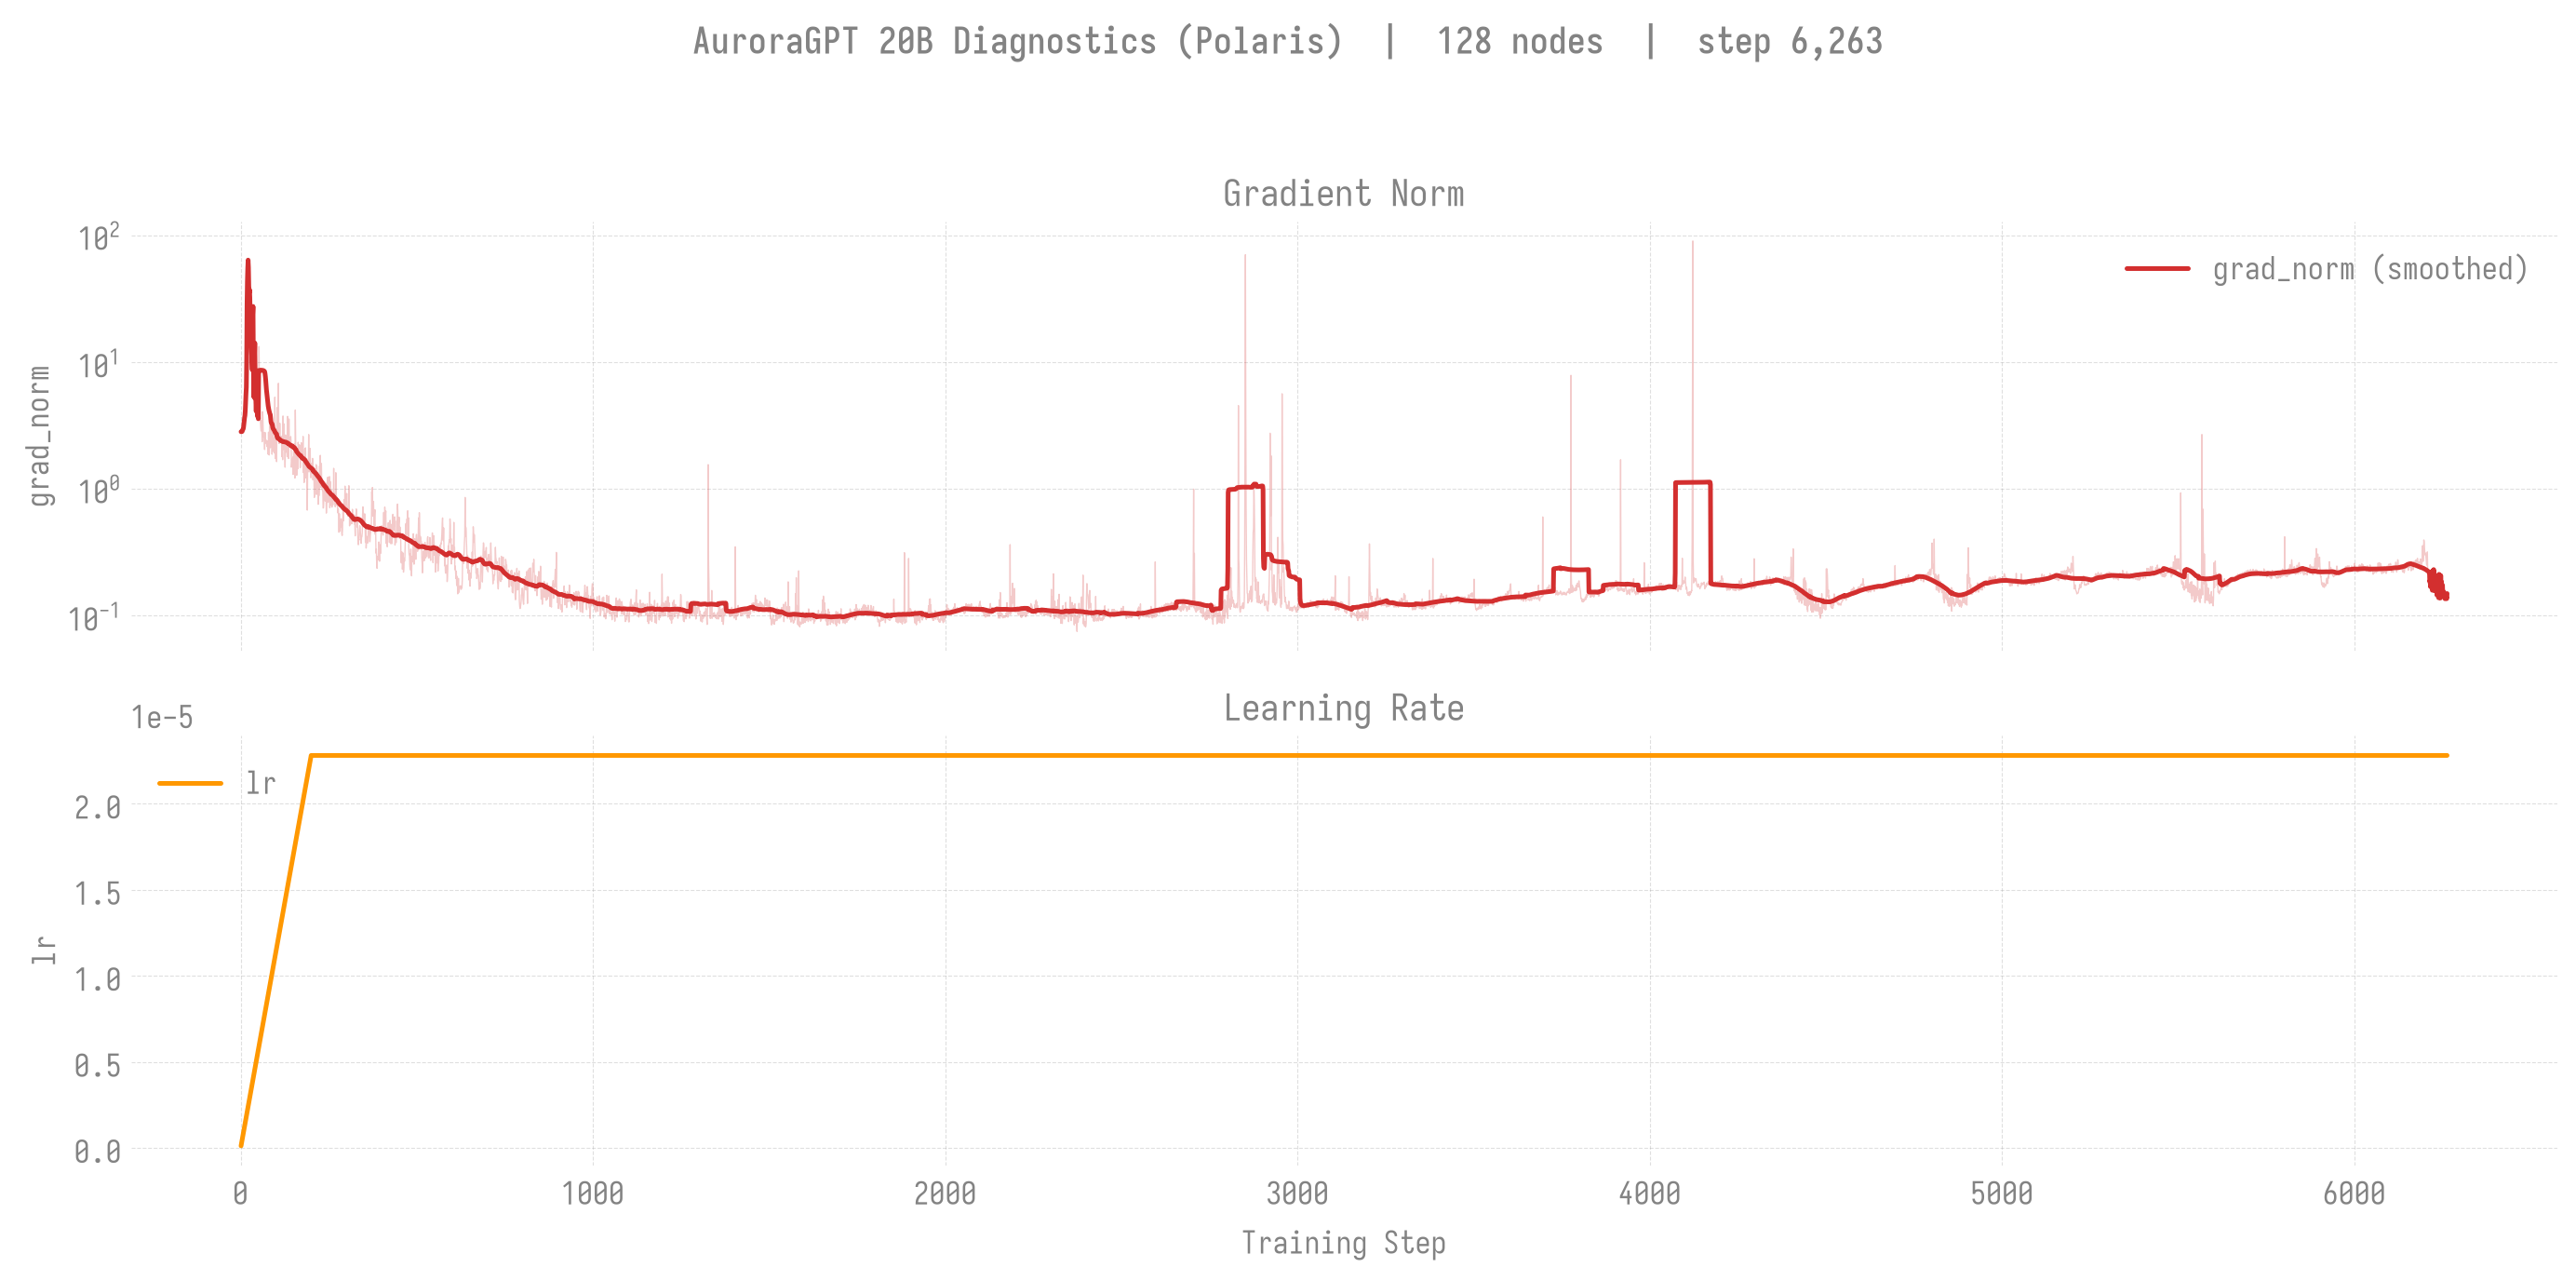 AuroraGPT 20B Diagnostics (Polaris) | 128 nodes | step 6,263
Gradient Norm
10²
10¹
10⁰
10⁻¹
grad_norm
grad_norm (smoothed)
Learning Rate
1e-5
lr
2.0
1.5
1.0
0.5
0.0
lr
0 1000 2000 3000 4000 5000 6000
Training Step